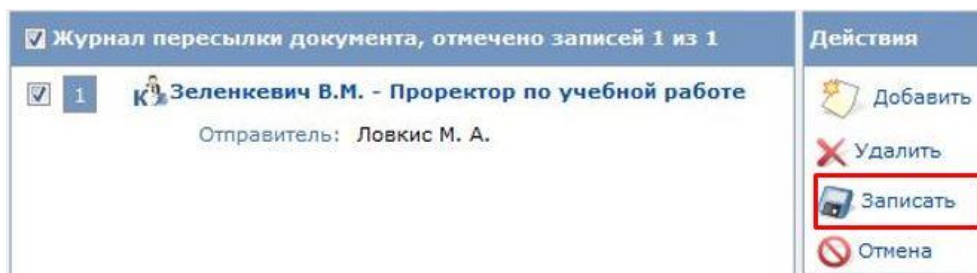 Журнал пересылки документа, отмечено записей 1 из 1
1 К Зеленкевич В.М. - Проректор по учебной работе
Отправитель: Ловкис М. А.
Действия
Добавить
Удалить
Записать
Отмена